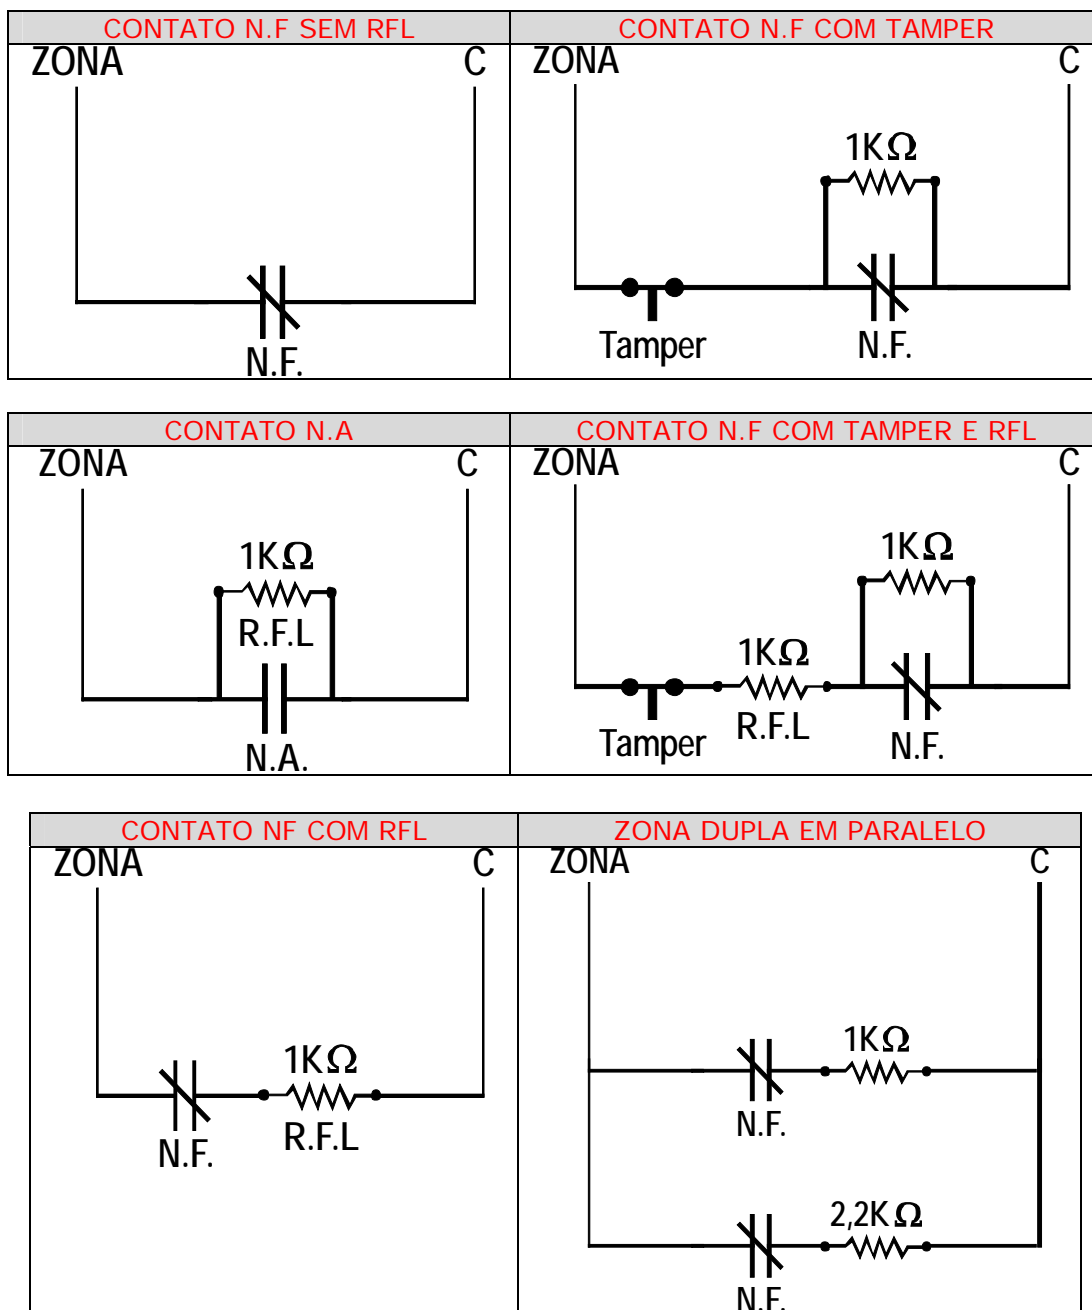 CONTATO N.F SEM RFL
ZONA C
N.F.
CONTATO N.F COM TAMPER
ZONA C
1KΩ
Tamper N.F.
CONTATO N.A
ZONA C
1KΩ
R.F.L
N.A.
CONTATO N.F COM TAMPER E RFL
ZONA C
1KΩ
1KΩ
Tamper R.F.L N.F.
CONTATO NF COM RFL
ZONA C
1KΩ
N.F. R.F.L
ZONA DUPLA EM PARALELO
ZONA C
1KΩ
N.F.
2,2KΩ
N.F.